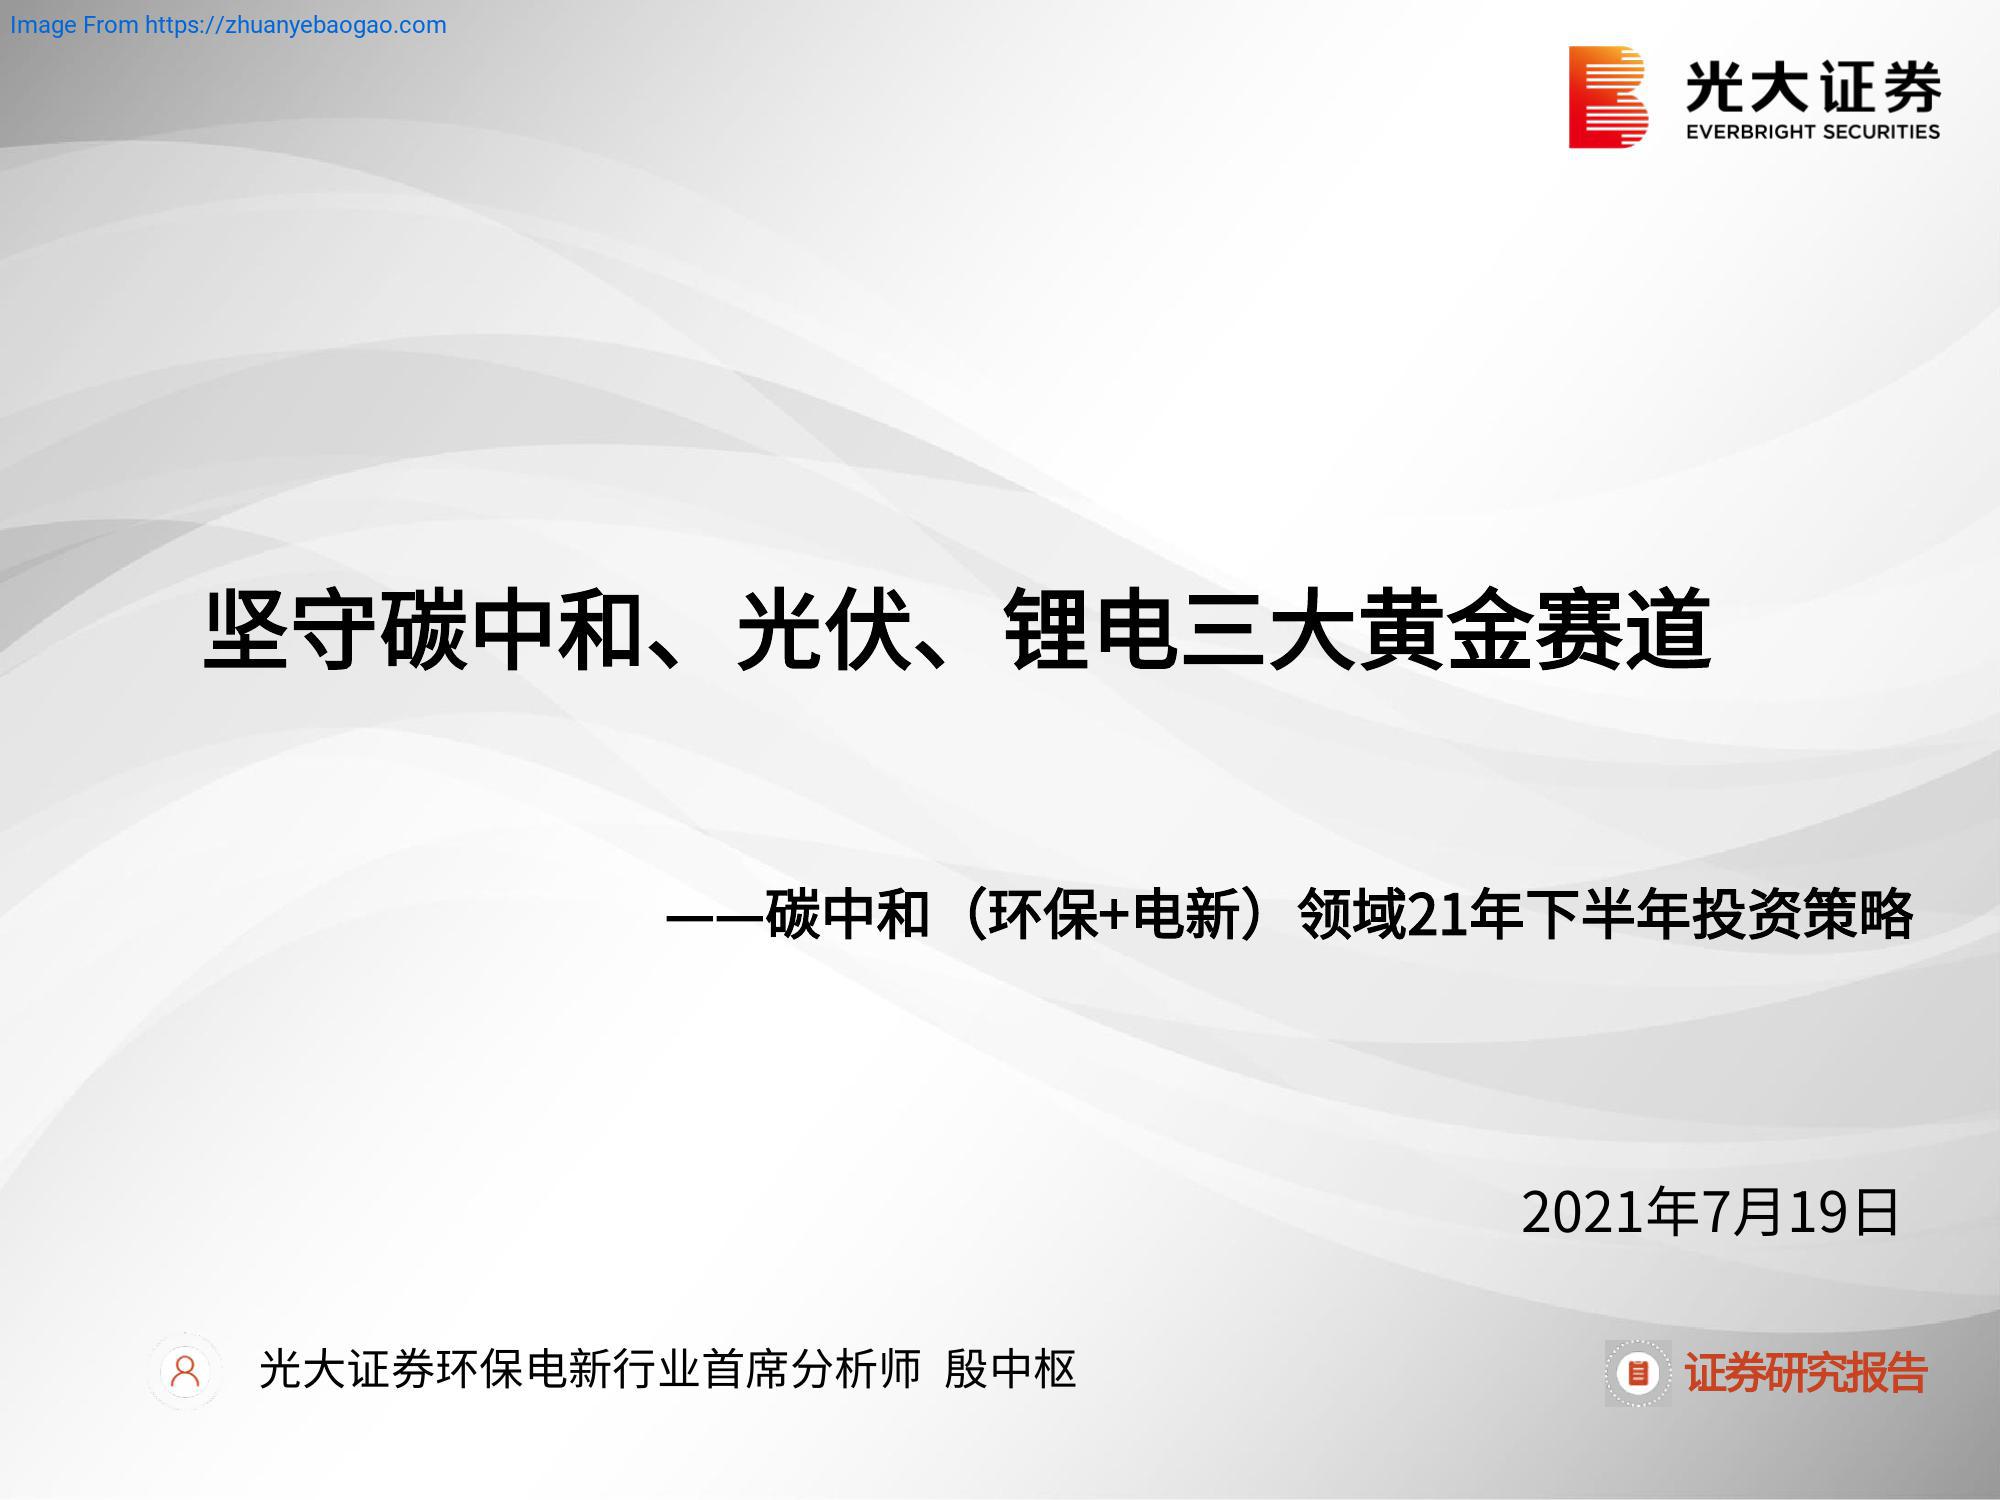 Image From https://zhuanyebaogao.com
光大证券
EVERBRIGHT SECURITIES
坚守碳中和、光伏、锂电三大黄金赛道
——碳中和（环保+电新）领域21年下半年投资策略
2021年7月19日
光大证券环保电新行业首席分析师 殷中枢
证券研究报告